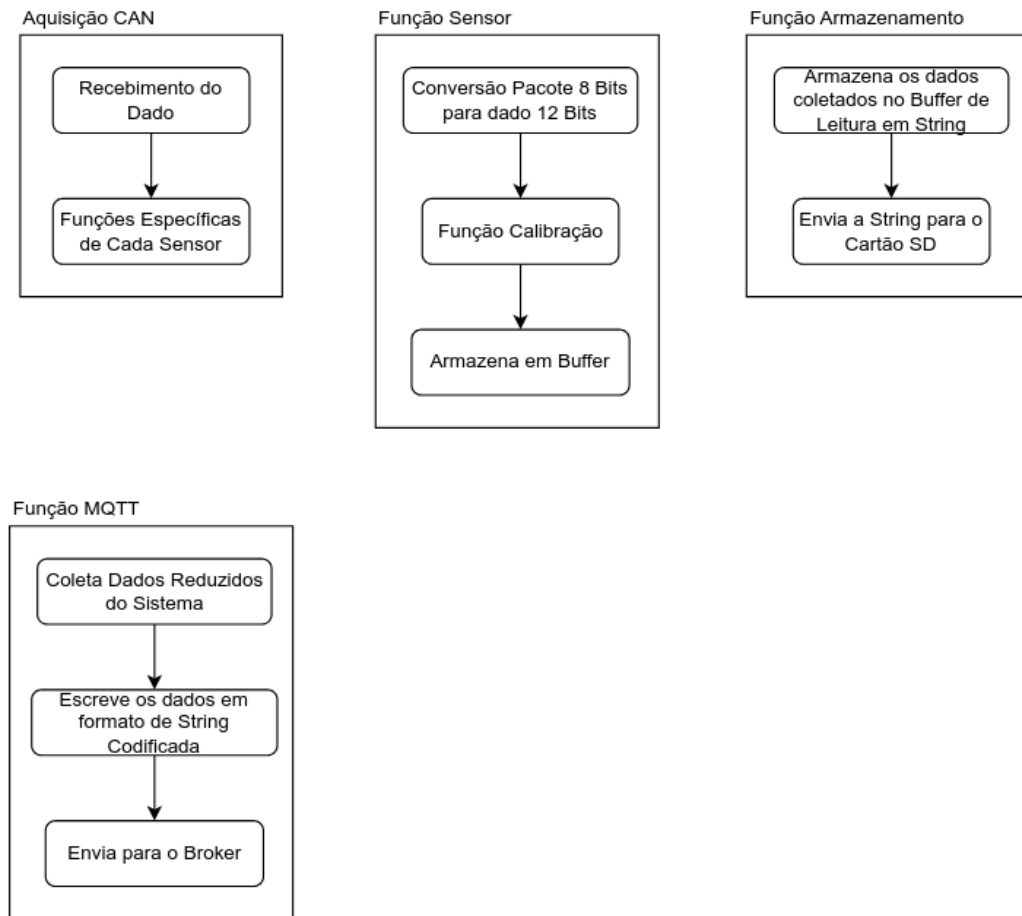 Aquisição CAN
Recebimento do
Dado
Funções Específicas
de Cada Sensor
Função Sensor
Conversão Pacote 8 Bits
para dado 12 Bits
Função Calibração
Armazena em Buffer
Função Armazenamento
Armazena os dados
coletados no Buffer de
Leitura em String
Envia a String para o
Cartão SD
Função MQTT
Coleta Dados Reduzidos
do Sistema
Escreve os dados em
formato de String
Codificada
Envia para o Broker